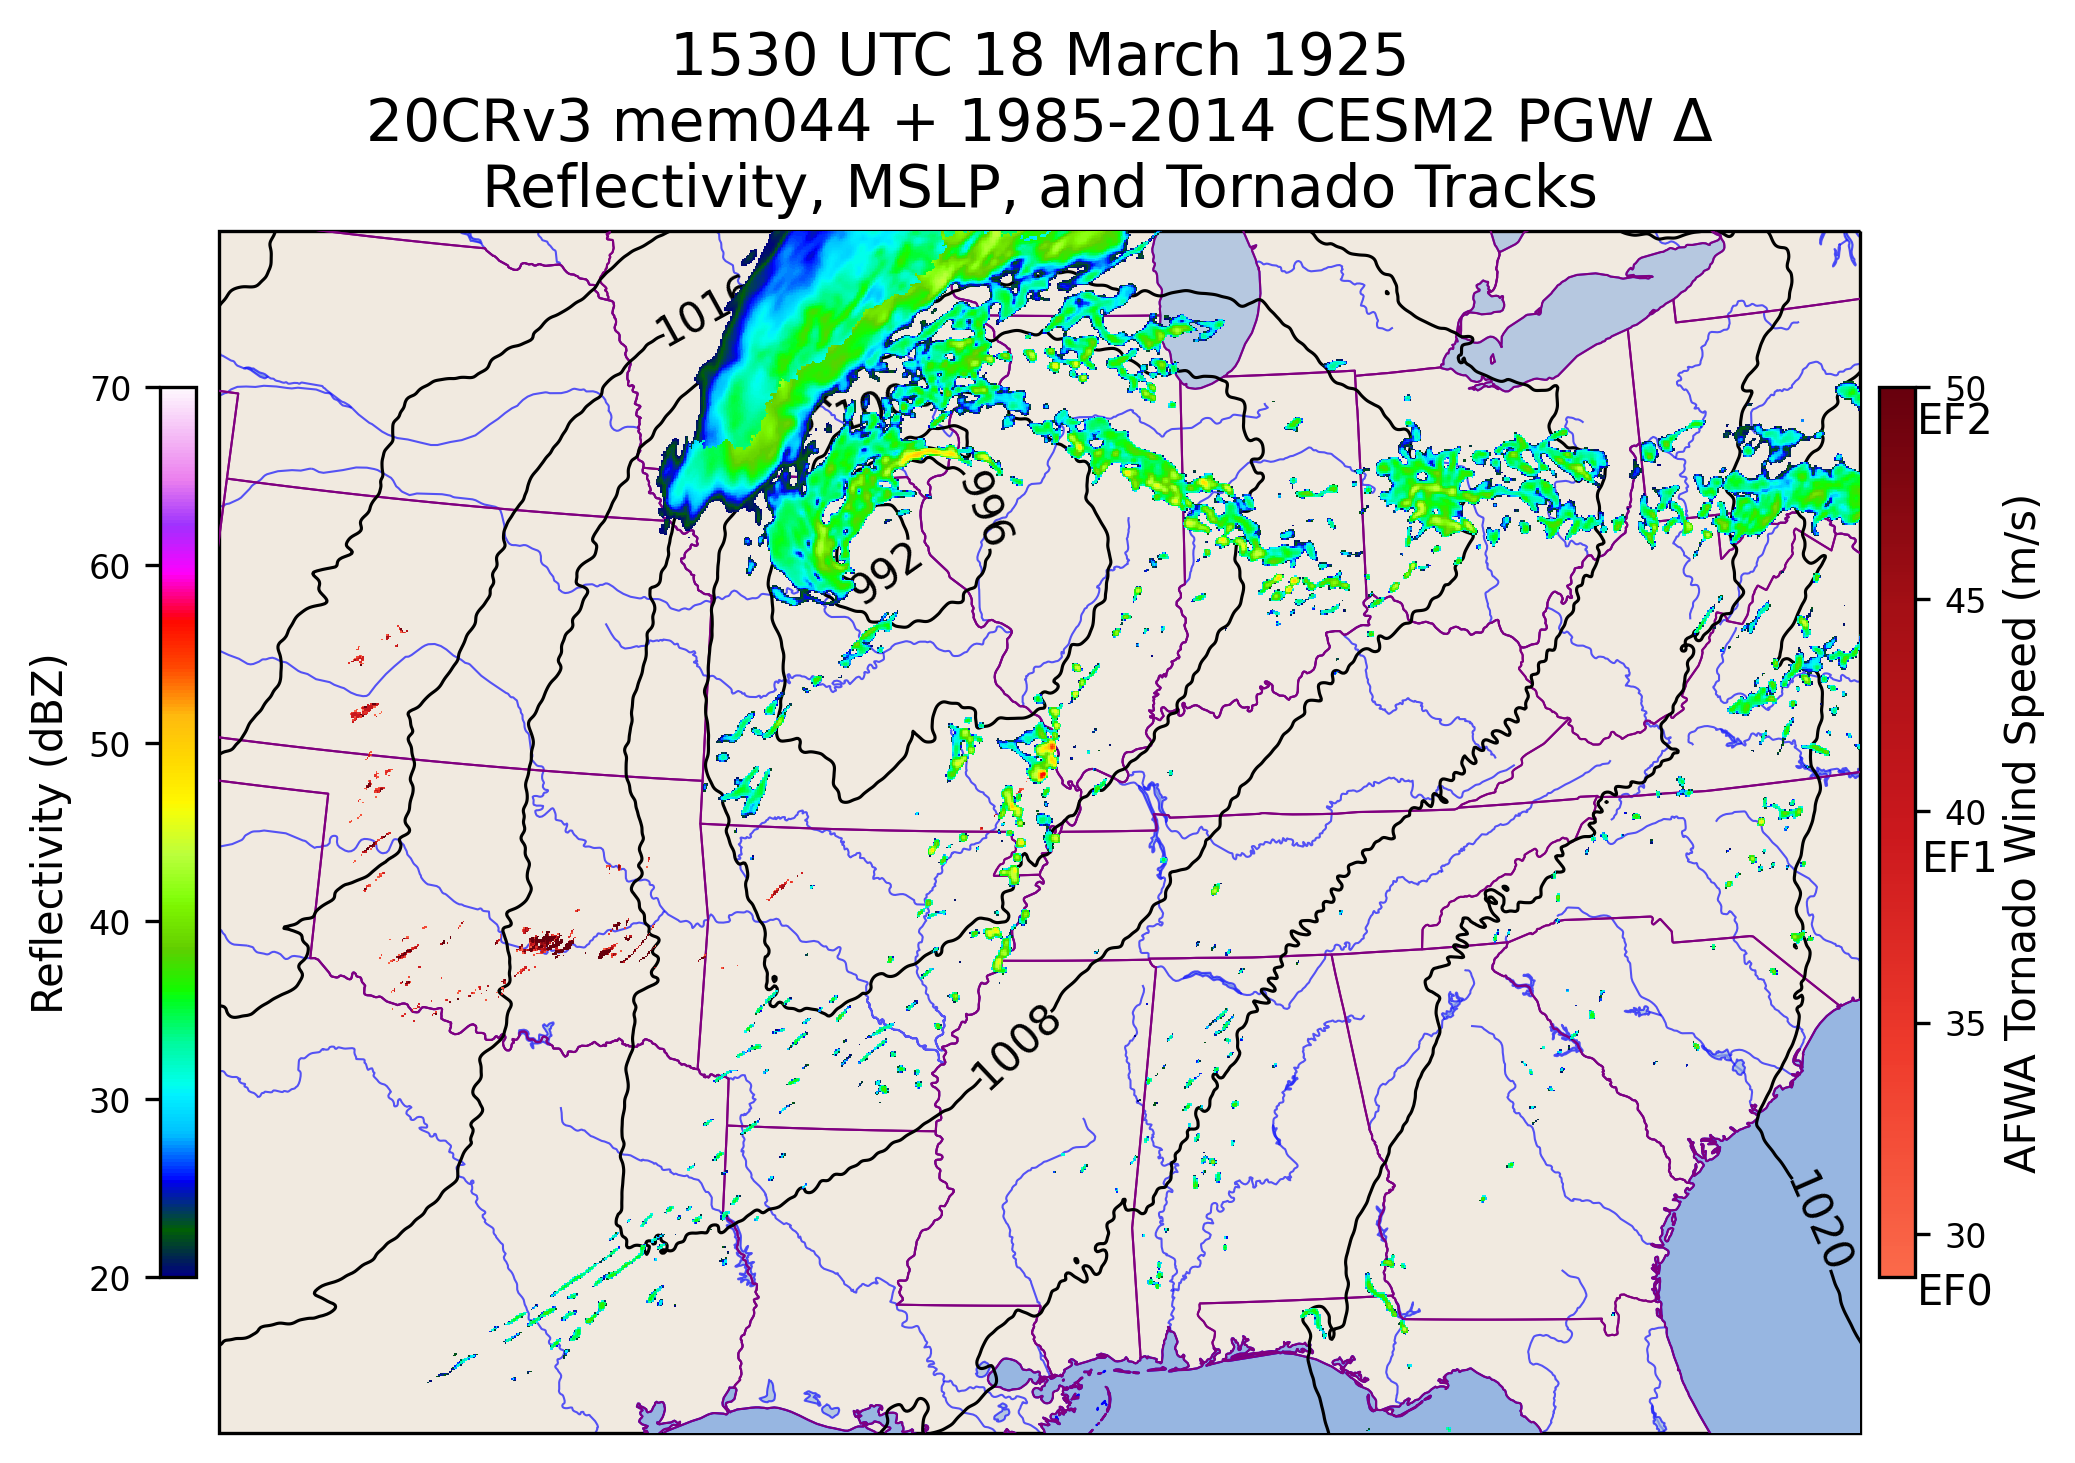 1530 UTC 18 March 1925
20CRv3 mem044 + 1985-2014 CESM2 PGW Δ
Reflectivity, MSLP, and Tornado Tracks
Reflectivity (dBZ)
70
60
50
40
30
20
1016
996
992
1008
1020
50
EF2
45
40
EF1
35
30
EF0
AFWA Tornado Wind Speed (m/s)